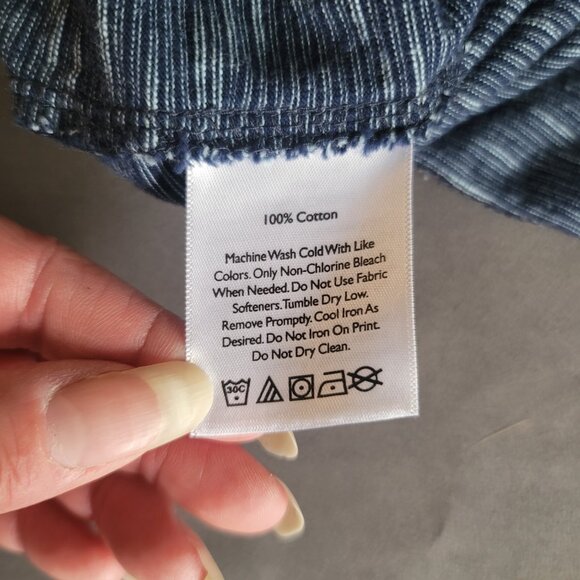 100% Cotton
Machine Wash Cold With Like
Colors. Only Non-Chlorine Bleach
When Needed. Do Not Use Fabric
Softeners. Tumble Dry Low.
Remove Promptly. Cool Iron As
Desired. Do Not Iron On Print.
Do Not Dry Clean.
30C